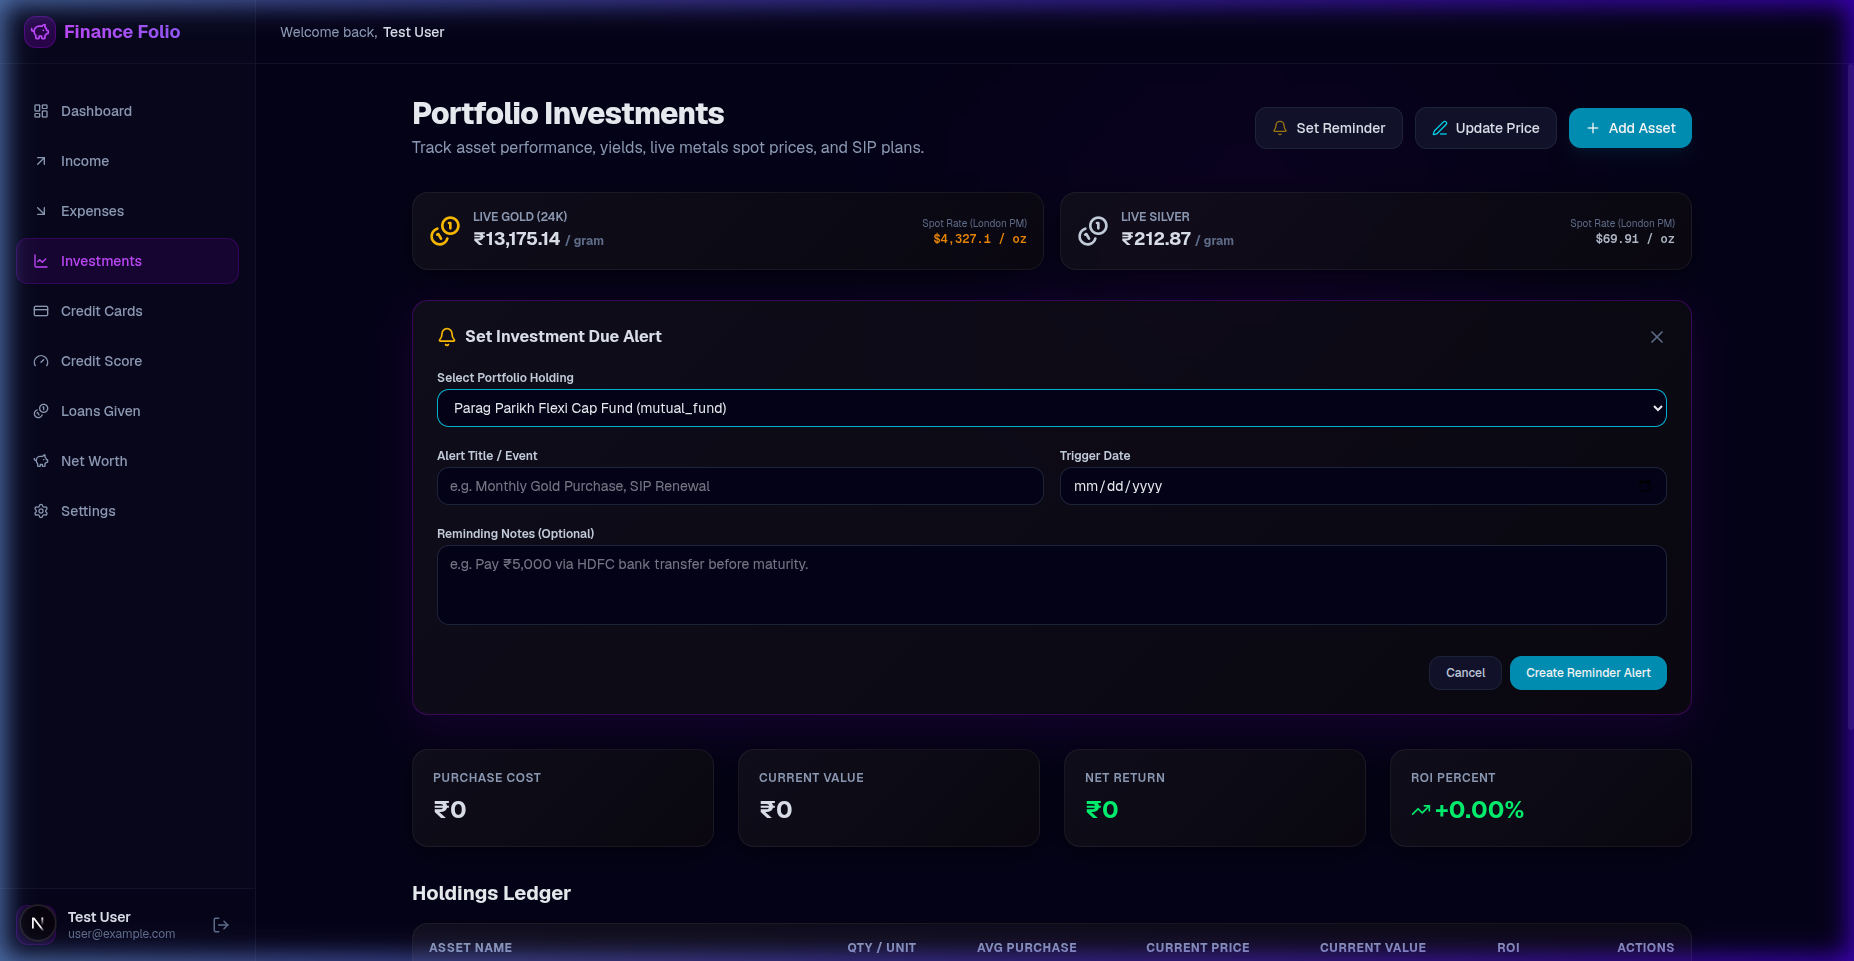 Finance Folio
Welcome back, Test User
Dashboard
Income
Expenses
Investments
Credit Cards
Credit Score
Loans Given
Net Worth
Settings
N
Test User
user@example.com
Portfolio Investments
Track asset performance, yields, live metals spot prices, and SIP plans.
Set Reminder
Update Price
Add Asset
LIVE GOLD (24K)
₹13,175.14 / gram
Spot Rate (London PM)
$4,327.1 / oz
LIVE SILVER
₹212.87 / gram
Spot Rate (London PM)
$69.91 / oz
Set Investment Due Alert
Select Portfolio Holding
Parag Parikh Flexi Cap Fund (mutual_fund)
Alert Title / Event
e.g. Monthly Gold Purchase, SIP Renewal
Trigger Date
mm/dd/yyyy
Reminding Notes (Optional)
e.g. Pay ₹5,000 via HDFC bank transfer before maturity.
Cancel
Create Reminder Alert
PURCHASE COST
₹0
CURRENT VALUE
₹0
NET RETURN
₹0
ROI PERCENT
+0.00%
Holdings Ledger
ASSET NAME QTY / UNIT AVG PURCHASE CURRENT PRICE CURRENT VALUE ROI ACTIONS